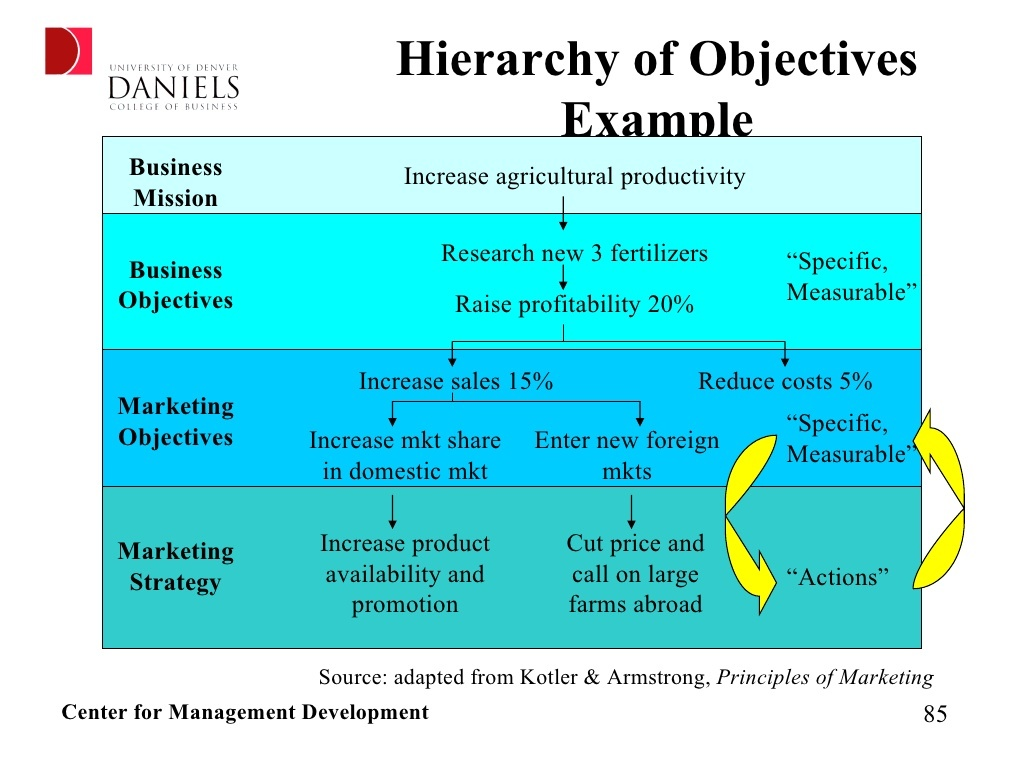 UNIVERSITY OF DENVER
DANIELS
COLLEGE OF BUSINESS
Hierarchy of Objectives
Example
Business
Mission
Increase agricultural productivity
Business
Objectives
Research new 3 fertilizers
Raise profitability 20%
“Specific,
Measurable”
Marketing
Objectives
Increase sales 15%
Reduce costs 5%
Increase mkt share
in domestic mkt
Enter new foreign
mkts
“Specific,
Measurable”
Marketing
Strategy
Increase product
availability and
promotion
Cut price and
call on large
farms abroad
“Actions”
Source: adapted from Kotler & Armstrong, Principles of Marketing
Center for Management Development
85